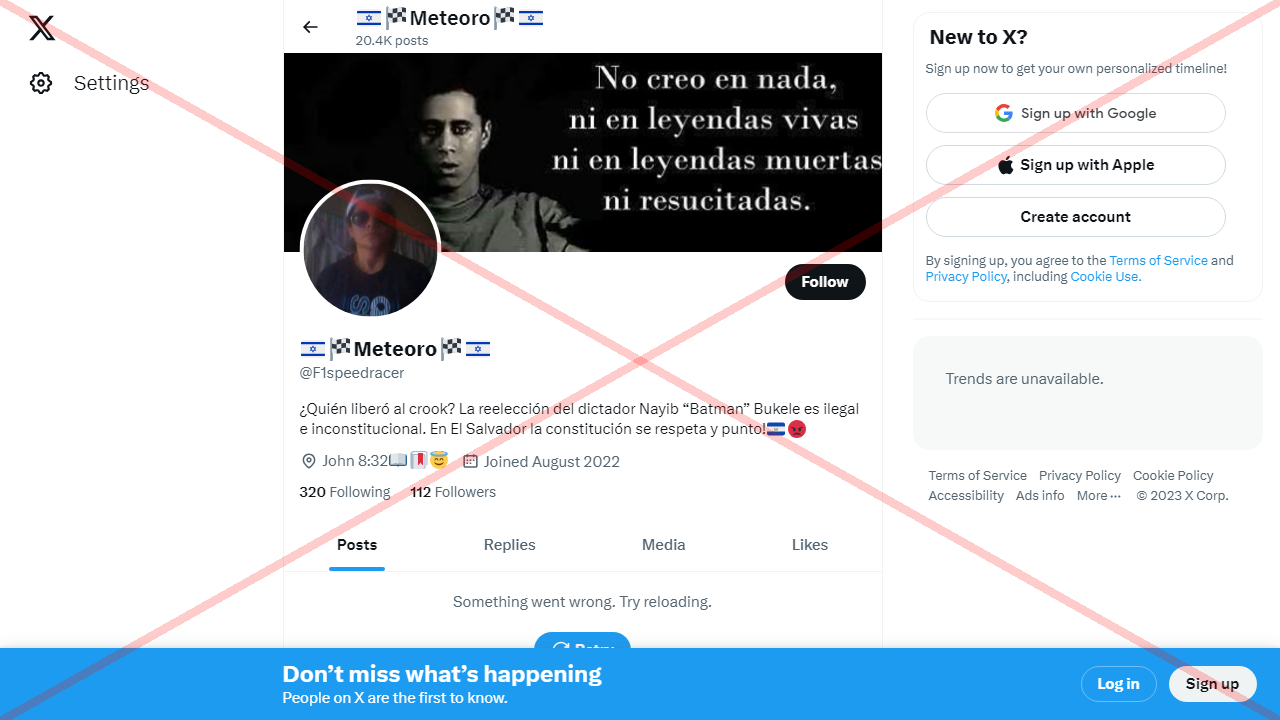 Settings
🇮🇱🏁Meteoro🏁🇮🇱
20.4K posts
No creo en nada,
ni en leyendas vivas
ni en leyendas muertas
ni resucitadas.
Follow
🇮🇱🏁Meteoro🏁🇮🇱
@F1speedracer
¿Quién liberó al crook? La reelección del dictador Nayib “Batman” Bukele es ilegal
e inconstitucional. En El Salvador la constitución se respeta y punto!🇸🇻😡
John 8:32📖🔖😇 Joined August 2022
320 Following 112 Followers
Posts Replies Media Likes
Something went wrong. Try reloading.
Retry
New to X?
Sign up now to get your own personalized timeline!
Sign up with Google
Sign up with Apple
Create account
By signing up, you agree to the Terms of Service and
Privacy Policy, including Cookie Use.
Trends are unavailable.
Terms of Service Privacy Policy Cookie Policy
Accessibility Ads info More ··· © 2023 X Corp.
Don’t miss what’s happening
People on X are the first to know.
Log in
Sign up